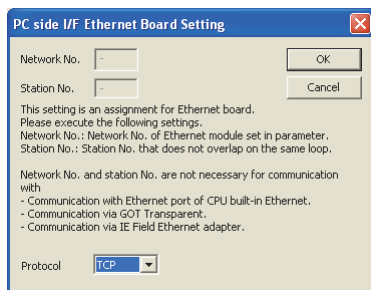 PC side I/F Ethernet Board Setting
Network No. -
OK
Station No. -
Cancel
This setting is an assignment for Ethernet board.
Please execute the following settings.
Network No.: Network No. of Ethernet module set in parameter.
Station No.: Station No. that does not overlap on the same loop.
Network No. and station No. are not necessary for communication
with
- Communication with Ethernet port of CPU built-in Ethernet.
- Communication via GOT Transparent.
- Communication via IE Field Ethernet adapter.
Protocol TCP